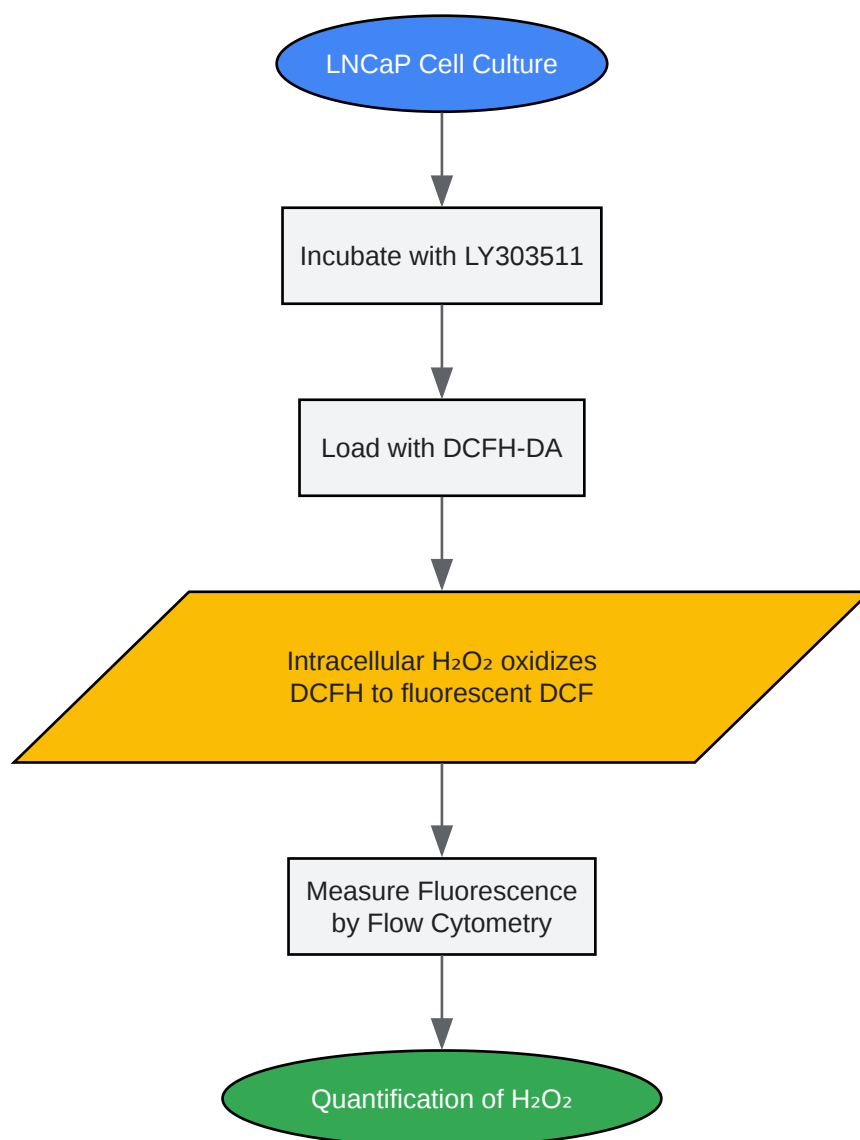 LNCaP Cell Culture
Incubate with LY303511
Load with DCFH-DA
Intracellular H₂O₂ oxidizes
DCFH to fluorescent DCF
Measure Fluorescence
by Flow Cytometry
Quantification of H₂O₂